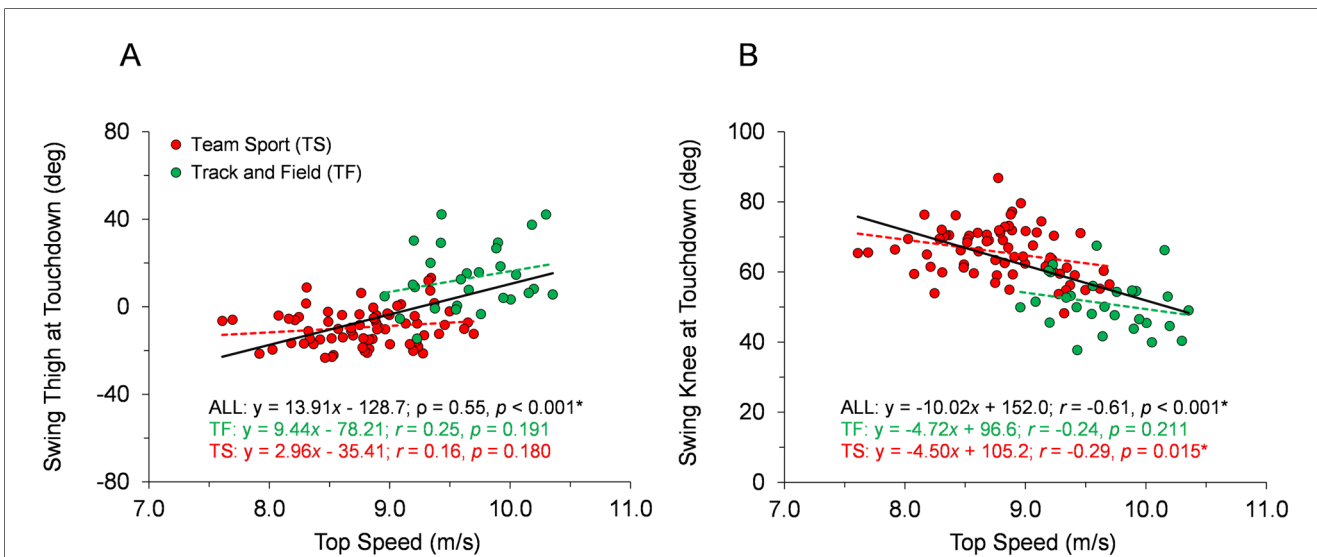 A
Swing Thigh at Touchdown (deg)
80
40
0
-40
-80
Team Sport (TS)
Track and Field (TF)
ALL: y = 13.91x - 128.7; ρ = 0.55, p < 0.001*
TF: y = 9.44x - 78.21; r = 0.25, p = 0.191
TS: y = 2.96x - 35.41; r = 0.16, p = 0.180
7.0 8.0 9.0 10.0 11.0
Top Speed (m/s)
B
Swing Knee at Touchdown (deg)
100
80
60
40
20
0
ALL: y = -10.02x + 152.0; r = -0.61, p < 0.001*
TF: y = -4.72x + 96.6; r = -0.24, p = 0.211
TS: y = -4.50x + 105.2; r = -0.29, p = 0.015*
7.0 8.0 9.0 10.0 11.0
Top Speed (m/s)